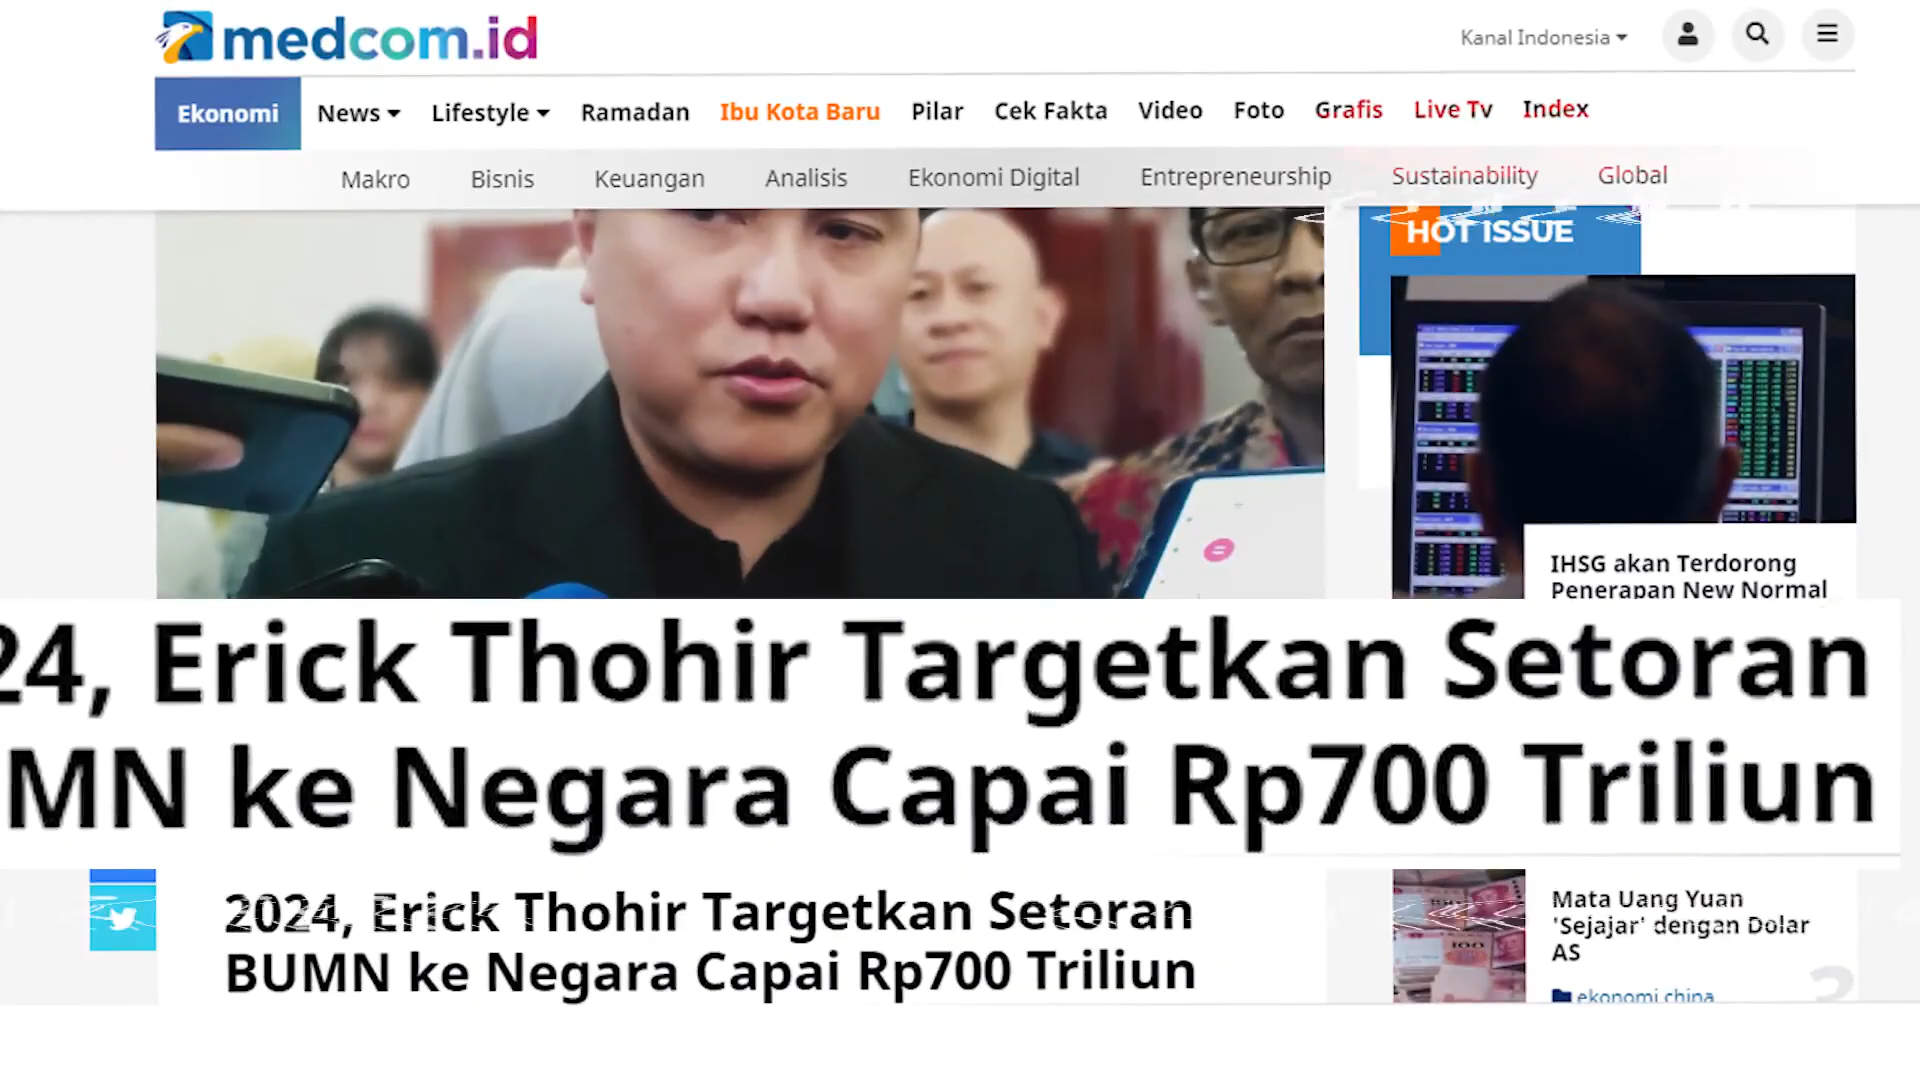 medcom.id
Kanal Indonesia
Ekonomi News Lifestyle Ramadan Ibu Kota Baru Pilar Cek Fakta Video Foto Grafis Live Tv Index
Makro Bisnis Keuangan Analisis Ekonomi Digital Entrepreneurship Sustainability Global
HOT ISSUE
IHSG akan Terdorong
Penerapan New Normal
24, Erick Thohir Targetkan Setoran
MN ke Negara Capai Rp700 Triliun
2024, Erick Thohir Targetkan Setoran
BUMN ke Negara Capai Rp700 Triliun
100
Mata Uang Yuan
'Sejajar' dengan Dolar
AS
ekonomi china